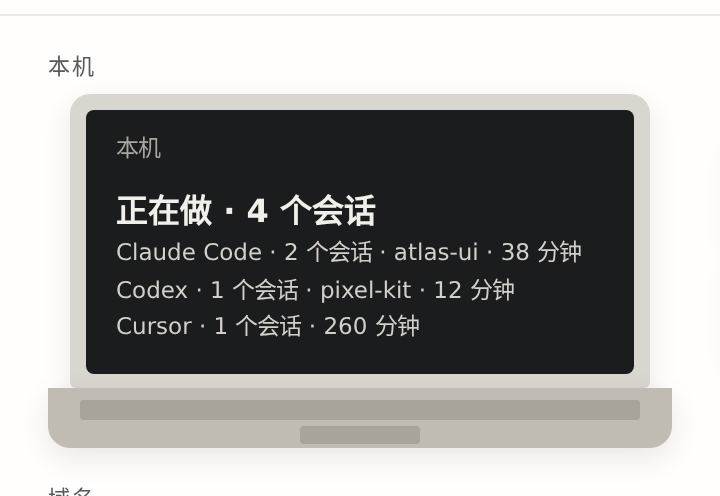 本机
本机
正在做 · 4 个会话
Claude Code · 2 个会话 · atlas-ui · 38 分钟
Codex · 1 个会话 · pixel-kit · 12 分钟
Cursor · 1 个会话 · 260 分钟
域名